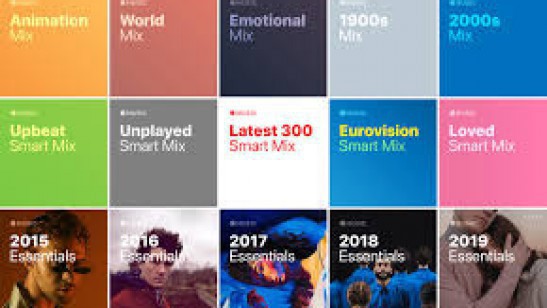 Animation
Mix
World
Mix
Emotional
Mix
1900s
Mix
2000s
Mix
Upbeat
Smart Mix
Unplayed
Smart Mix
Latest 300
Smart Mix
Eurovision
Smart Mix
Loved
Smart Mix
2015
Essentials
2016
Essentials
2017
Essentials
2018
Essentials
2019
Essentials